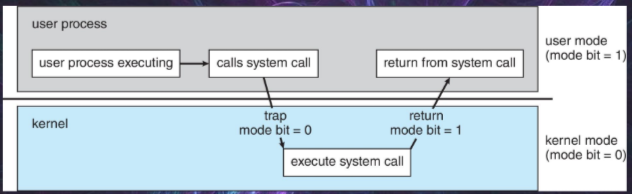 user process
user process executing
calls system call
return from system call
user mode
(mode bit = 1)
kernel
trap
mode bit = 0
return
mode bit = 1
execute system call
kernel mode
(mode bit = 0)